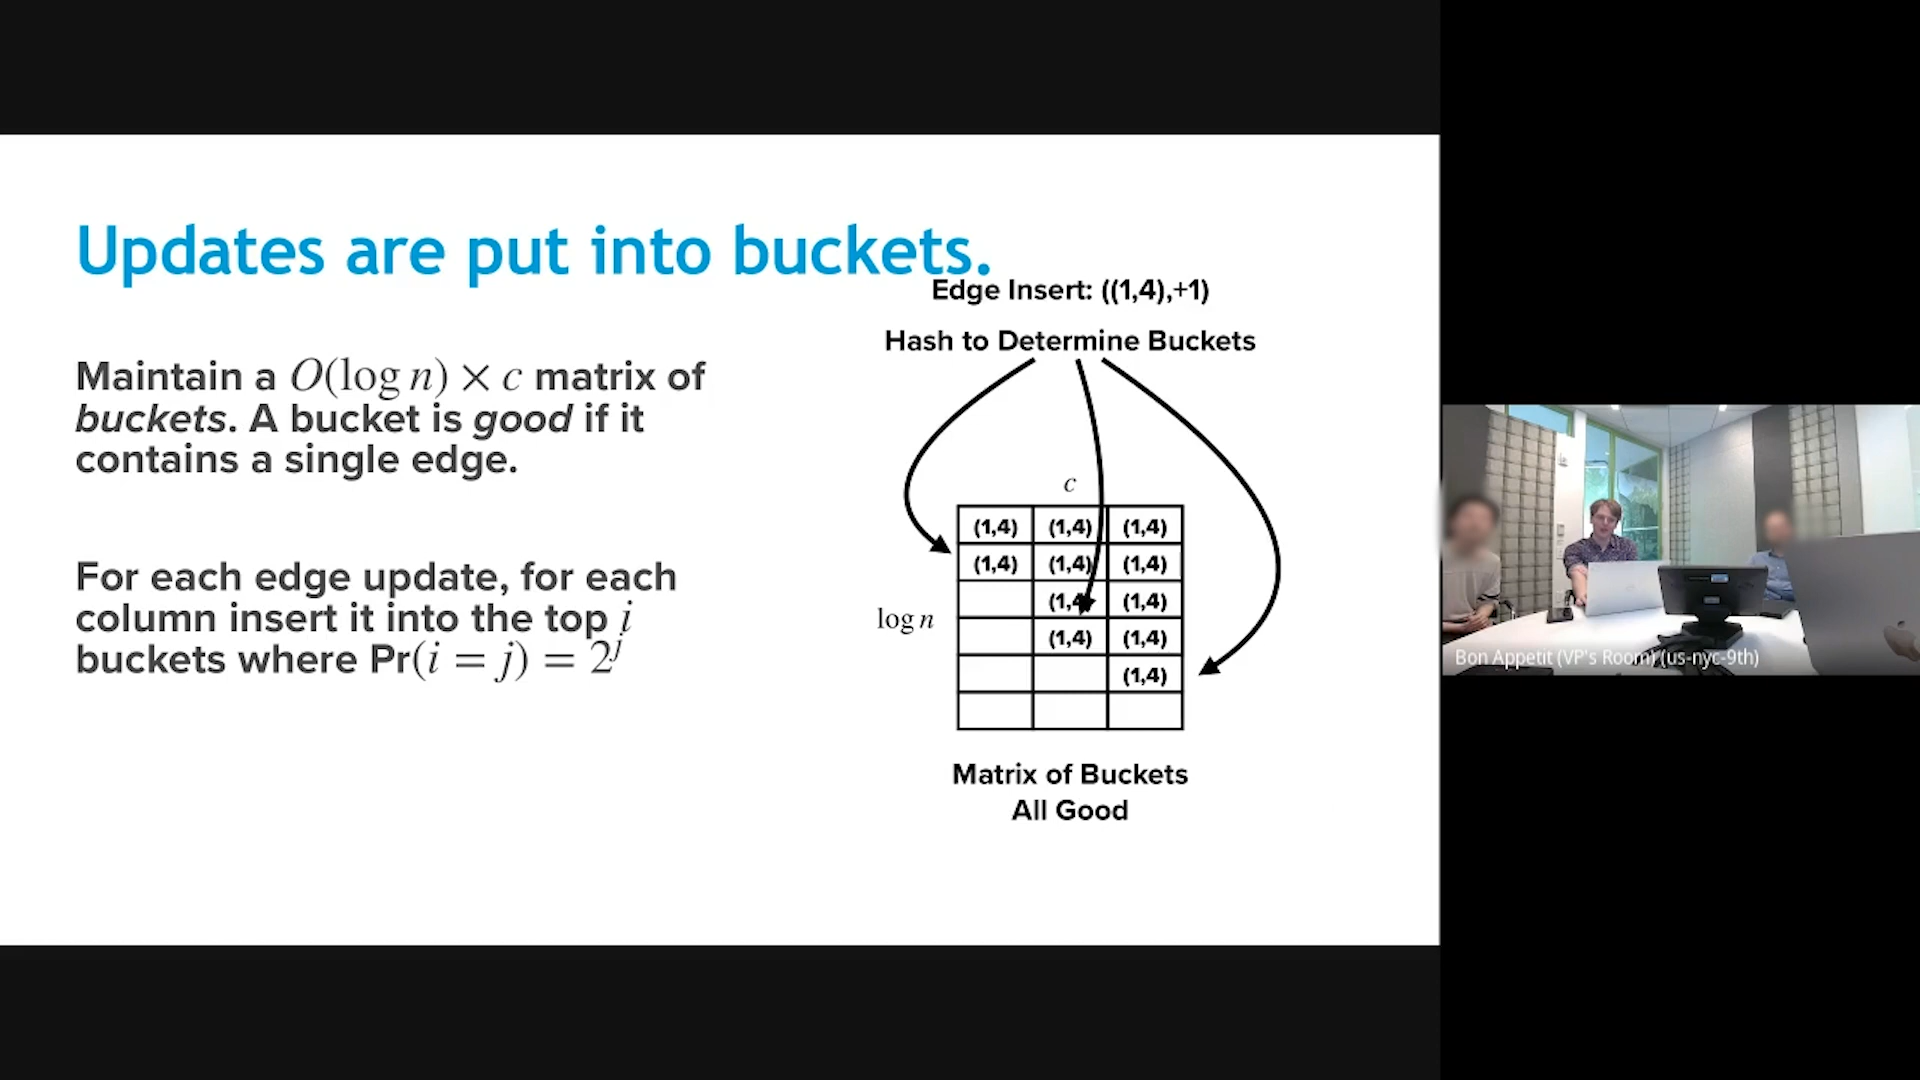 Updates are put into buckets.
Maintain a O(log n) × c matrix of
buckets. A bucket is good if it
contains a single edge.
For each edge update, for each
column insert it into the top i
buckets where Pr(i = j) = 2^j
Edge Insert: ((1,4),+1)
Hash to Determine Buckets
c
log n
(1,4) (1,4) (1,4)
(1,4) (1,4) (1,4)
(1,4) (1,4)
(1,4) (1,4)
(1,4)
Matrix of Buckets
All Good
Bon Appetit (VP's Room) (us-nyc-9th)